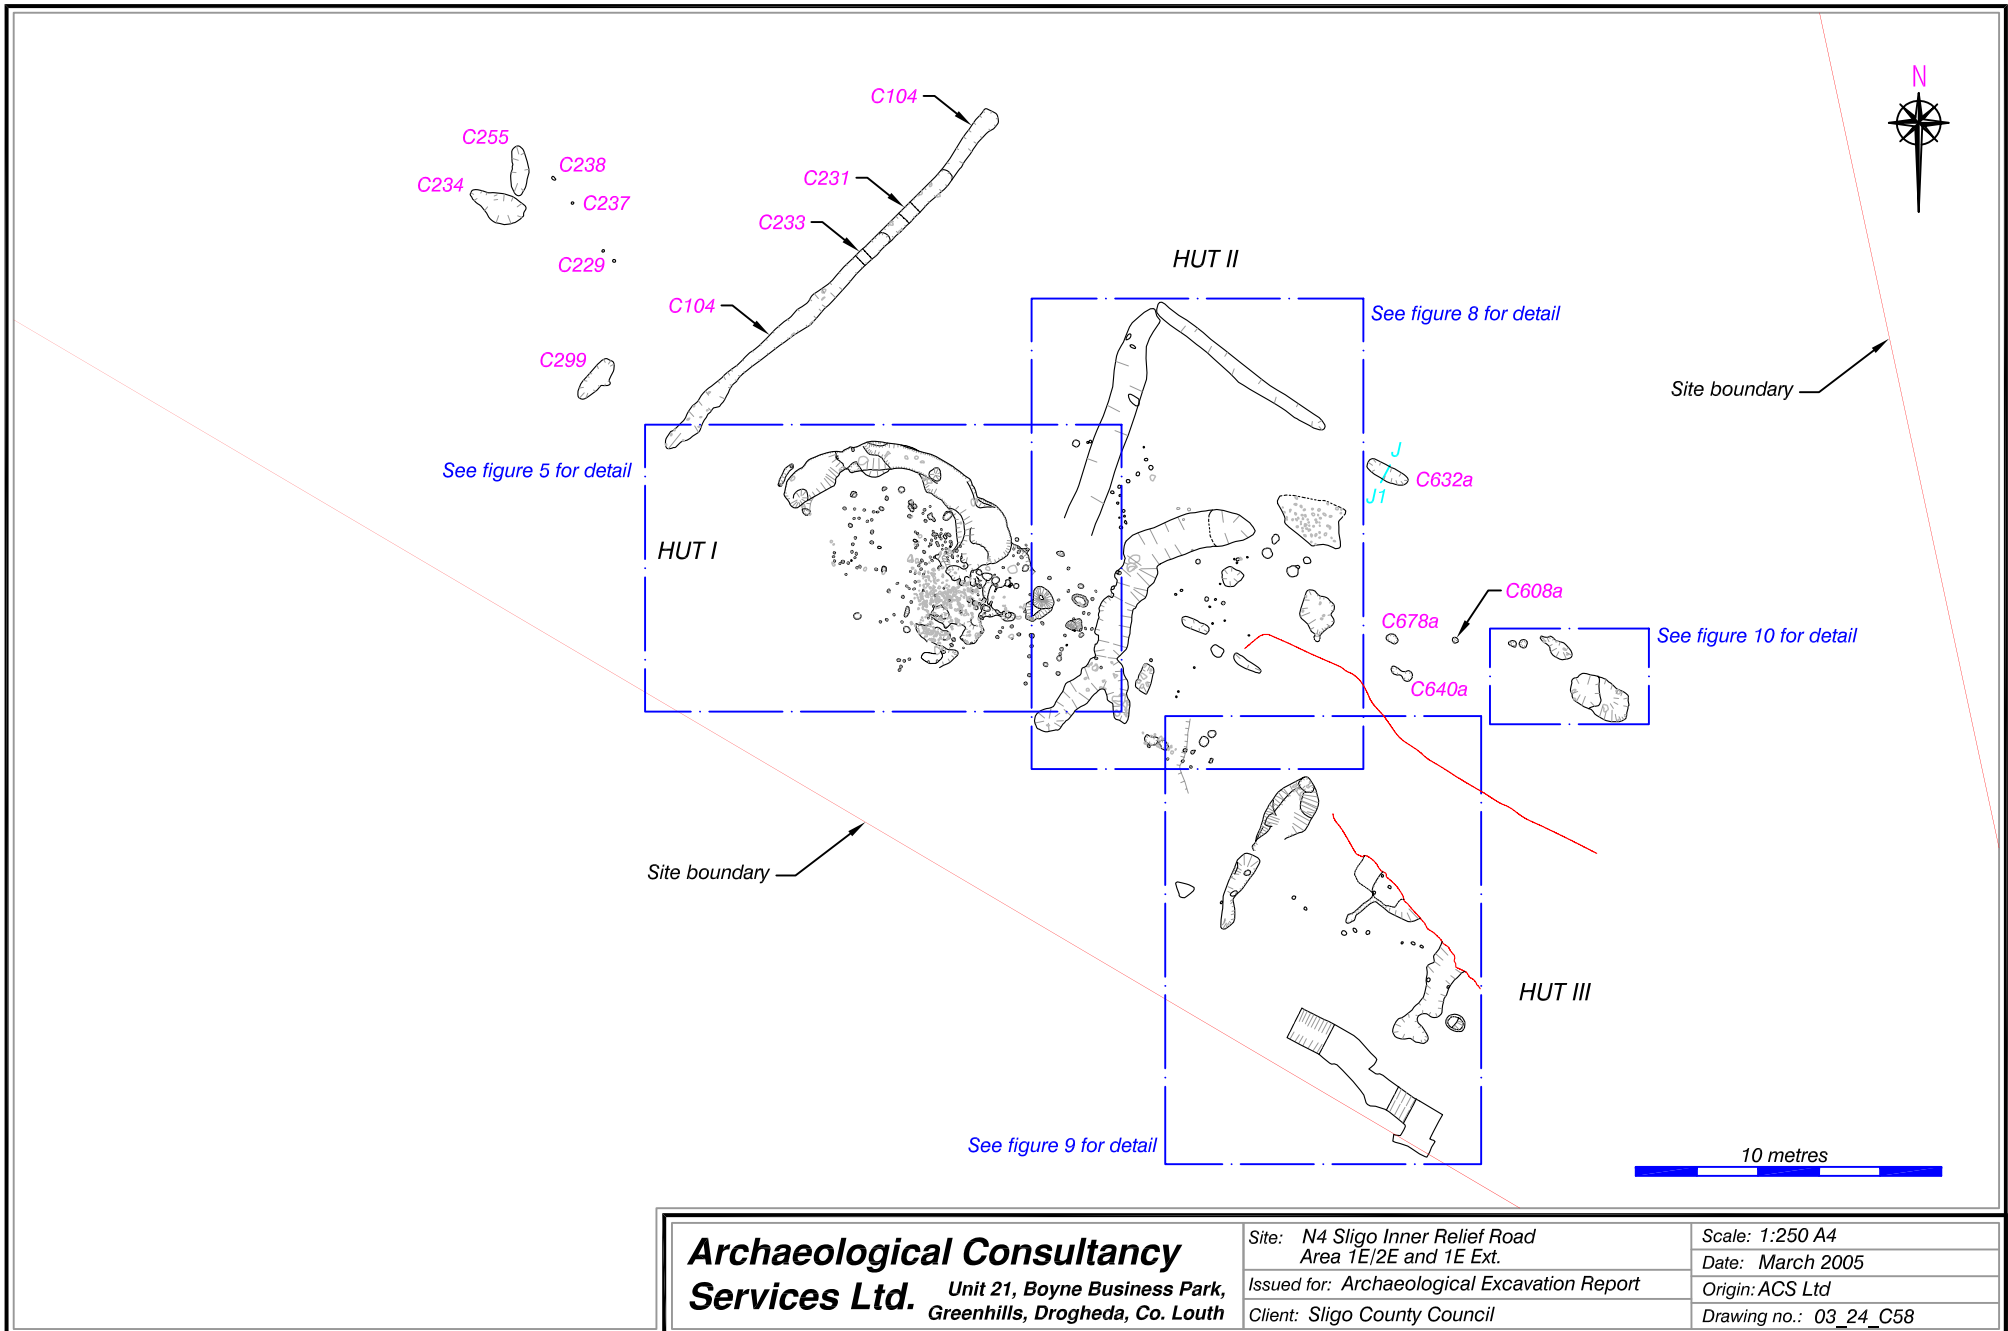 N
C104
C255
C238
C234
C231
C237
C233
C229
HUT II
C104
See figure 8 for detail
C299
Site boundary
See figure 5 for detail
J
C632a
J1
HUT I
C608a
C678a
See figure 10 for detail
C640a
Site boundary
HUT III
See figure 9 for detail
10 metres
Archaeological Consultancy
Services Ltd.
Unit 21, Boyne Business Park,
Greenhills, Drogheda, Co. Louth
Site: N4 Sligo Inner Relief Road
Area 1E/2E and 1E Ext.
Issued for: Archaeological Excavation Report
Client: Sligo County Council
Scale: 1:250 A4
Date: March 2005
Origin: ACS Ltd
Drawing no.: 03_24_C58